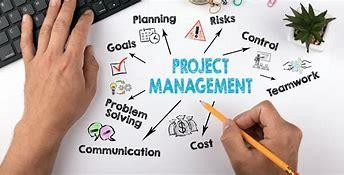 Planning
Risks
Goals
Control
PROJECT
MANAGEMENT
Teamwork
Problem
Solving
Communication
Cost